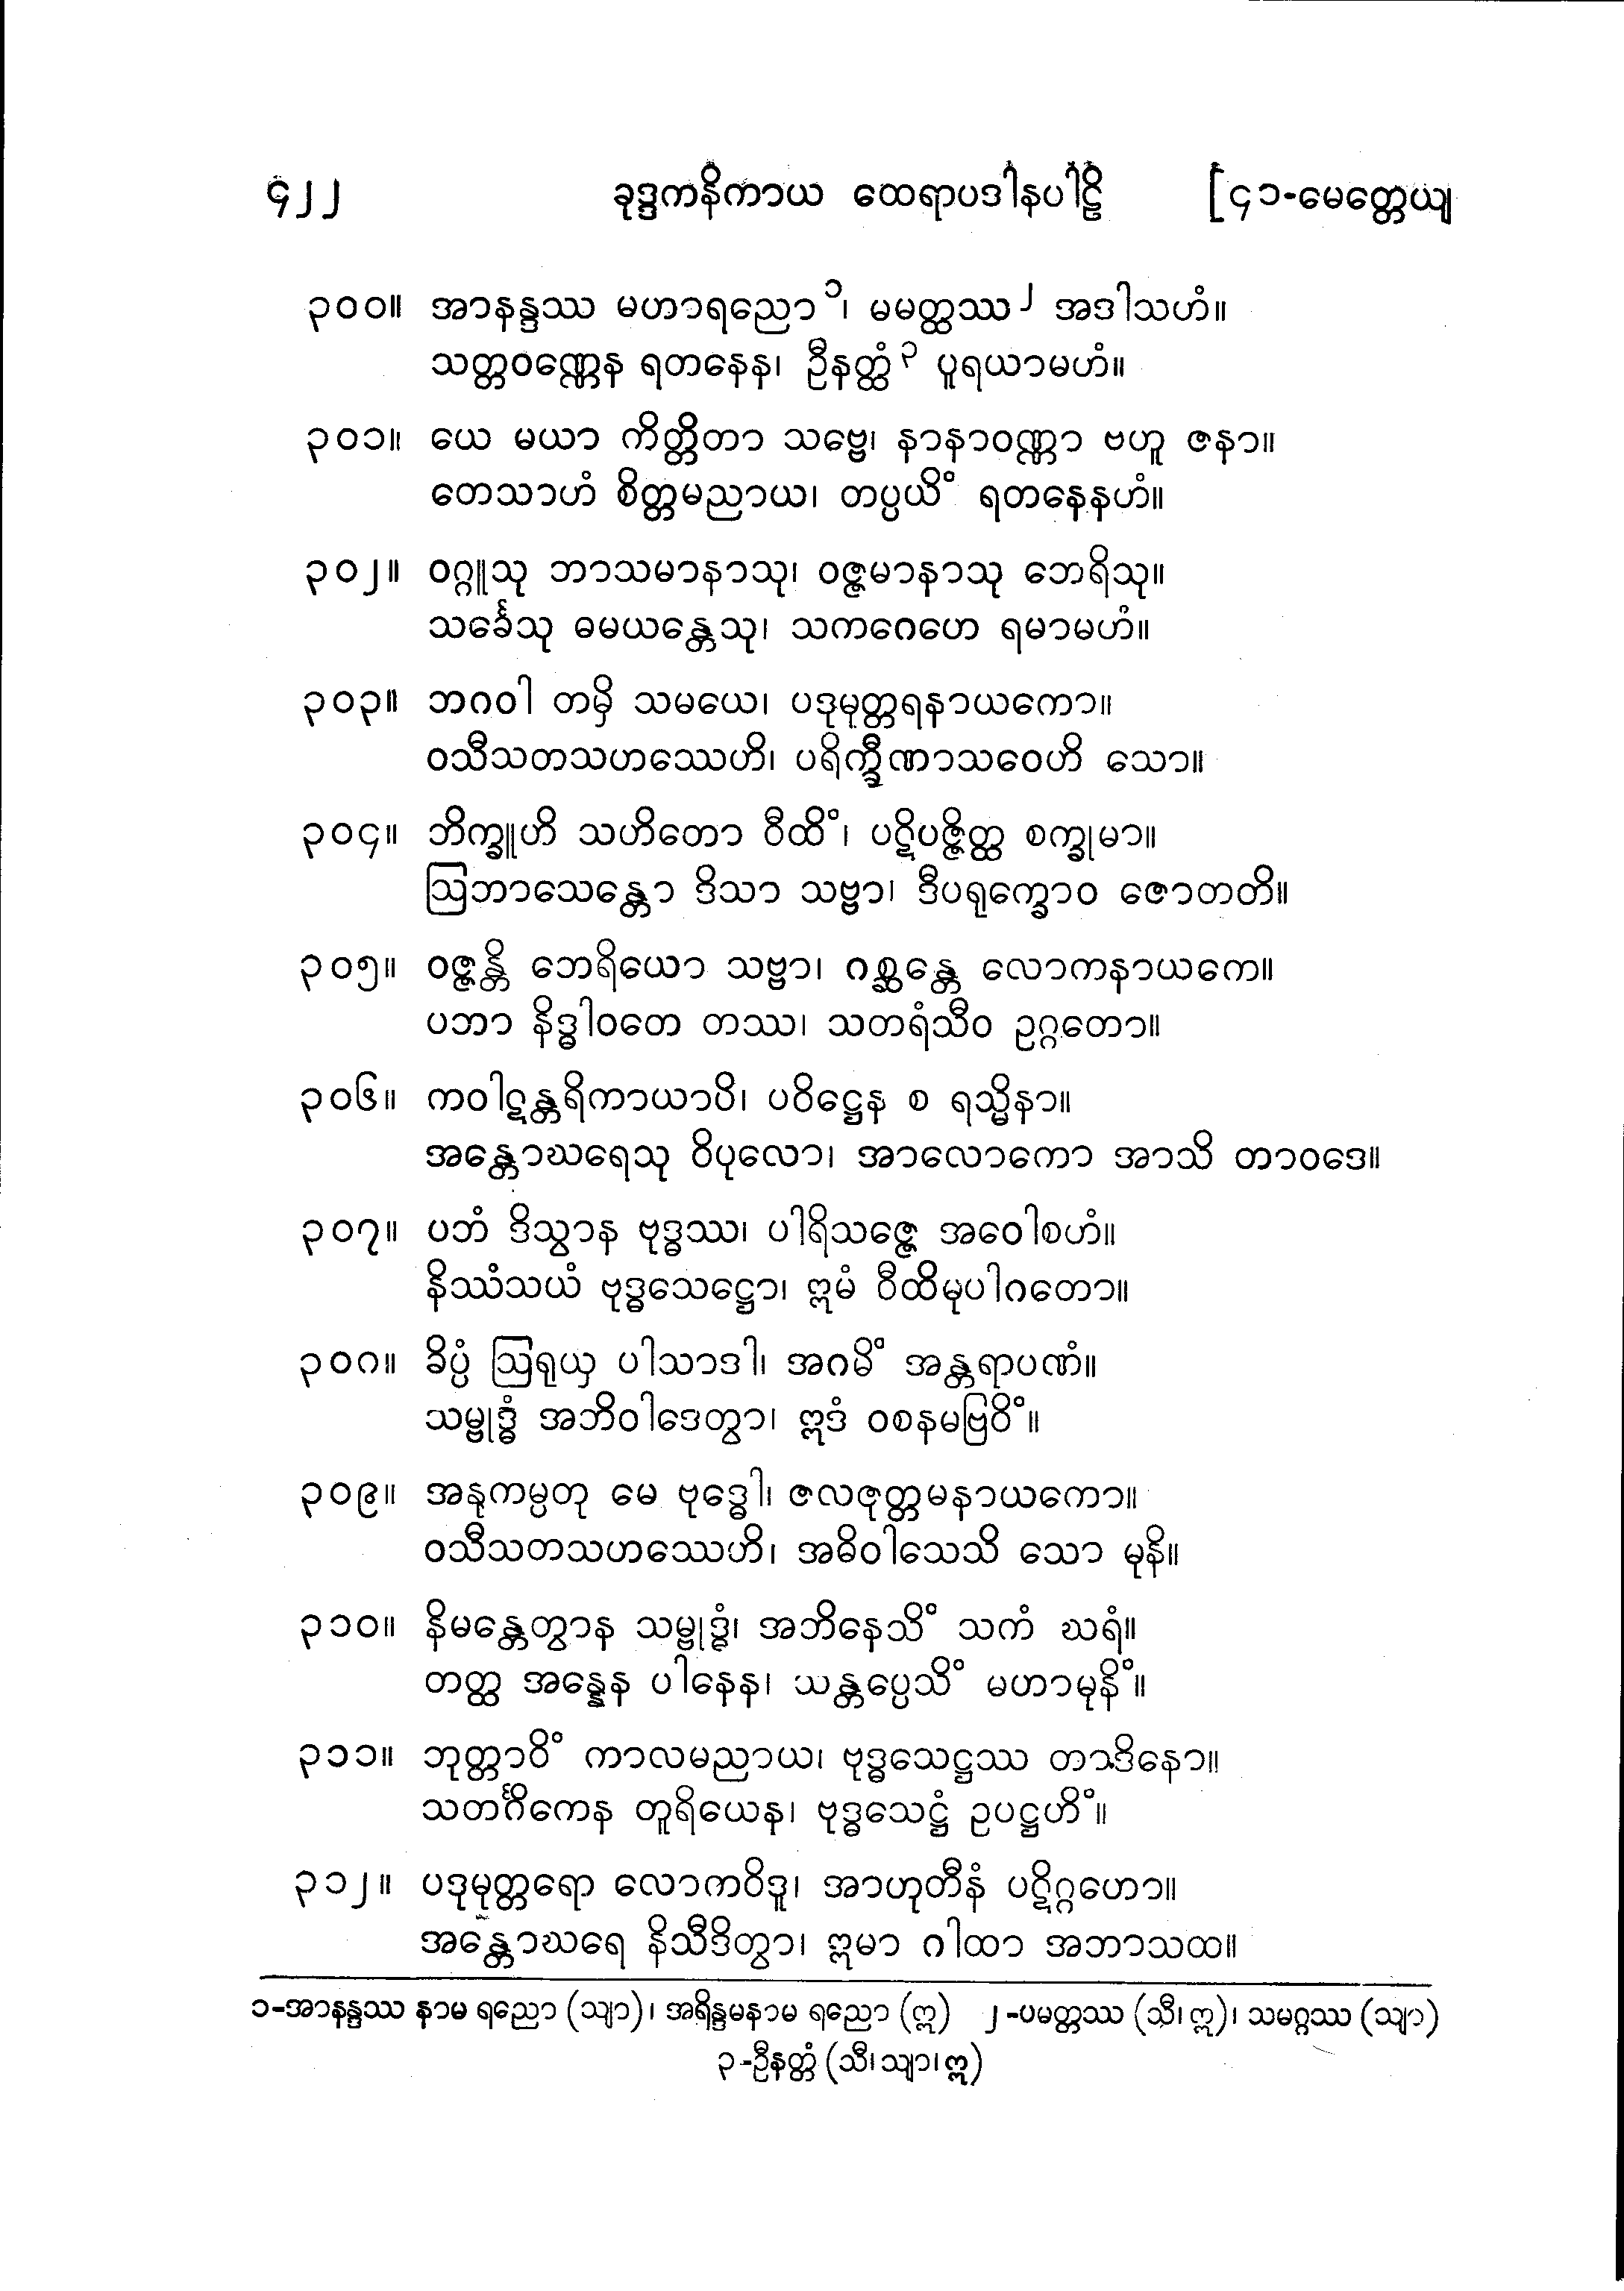 ၄၂၂ ခုဒ္ဒကနိကာယ ထေရာပဒါနပါဠိ [၄၁-မေတ္တေယျ
၃၀၀။ အာနန္ဒဿ မဟာရညော ၁၊ မမတ္ထဿ ၂ အဒါသဟံ။
သတ္တဝဏ္ဏေန ရတနေန၊ ဦနတ္ထံ ၃ ပူရယာမဟံ။
၃၀၁။ ယေ မယာ ကိတ္တိတာ သဗ္ဗေ၊ နာနာဝဏ္ဏာ ဗဟူ ဇနာ။
တေသာဟံ စိတ္တမညာယ၊ တပ္ပယိံ ရတနေနဟံ။
၃၀၂။ ဝဂ္ဂူသု ဘာသမာနာသု၊ ဝဇ္ဇမာနာသု ဘေရိသု။
သင်္ခေသု ဓမယန္တေသု၊ သကဂေဟေ ရမာမဟံ။
၃၀၃။ ဘဂဝါ တမှိ သမယေ၊ ပဒုမုတ္တရနာယကော။
ဝသီသတသဟဿေဟိ၊ ပရိက္ခီဏာသဝေဟိ သော။
၃၀၄။ ဘိက္ခူဟိ သဟိတော ဝီထိံ၊ ပဋိပဇ္ဇိတ္ထ စက္ခုမာ။
ဩဘာသေန္တော ဒိသာ သဗ္ဗာ၊ ဒီပရုက္ခောဝ ဇောတတိ။
၃၀၅။ ဝဇ္ဇန္တိ ဘေရိယော သဗ္ဗာ၊ ဂစ္ဆန္တေ လောကနာယကေ။
ပဘာ နိဒ္ဓါဝတေ တဿ၊ သတရံသီဝ ဥဂ္ဂတော။
၃၀၆။ ကဝါဋန္တရိကာယာပိ၊ ပဝိဋ္ဌေန စ ရသ္မိနာ။
အန္တောဃရေသု ဝိပုလော၊ အာလောကော အာသိ တာဝဒေ။
၃၀၇။ ပဘံ ဒိသွာန ဗုဒ္ဓဿ၊ ပါရိသဇ္ဇေ အဝေါစဟံ။
နိဿံသယံ ဗုဒ္ဓသေဋ္ဌော၊ ဣမံ ဝီထိမုပါဂတော။
၃၀၈။ ခိပ္ပံ ဩရုယှ ပါသာဒါ၊ အဂမိံ အန္တရာပဏံ။
သမ္ဗုဒ္ဓံ အဘိဝါဒေတွာ၊ ဣဒံ ဝစနမဗြဝိံ။
၃၀၉။ အနုကမ္ပတု မေ ဗုဒ္ဓေါ၊ ဇလဇုတ္တမနာယကော။
ဝသီသတသဟဿေဟိ၊ အဓိဝါသေသိ သော မုနိ။
၃၁၀။ နိမန္တေတွာန သမ္ဗုဒ္ဓံ၊ အဘိနေသိံ သကံ ဃရံ။
တတ္ထ အန္နေန ပါနေန၊ သန္တပ္ပေသိံ မဟာမုနိံ။
၃၁၁။ ဘုတ္တာဝိံ ကာလမညာယ၊ ဗုဒ္ဓသေဋ္ဌဿ တာဒိနော။
သတင်္ဂိကေန တူရိယေန၊ ဗုဒ္ဓသေဋ္ဌံ ဥပဋ္ဌဟိံ။
၃၁၂။ ပဒုမုတ္တရော လောကဝိဒူ၊ အာဟုတီနံ ပဋိဂ္ဂဟော။
အန္တောဃရေ နိသီဒိတွာ၊ ဣမာ ဂါထာ အဘာသထ။
၁-အာနန္ဒဿ နာမ ရညော (သျာ)၊ အရိန္ဒမနာမ ရညော (ဣ) ၂-ပမတ္တဿ (သီ၊ ဣ)၊ သမဂ္ဂဿ (သျာ)
၃-ဦနတ္တံ (သီ၊ သျာ၊ ဣ)